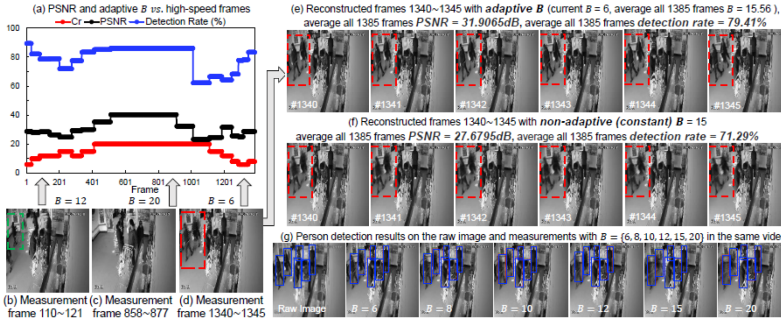 (a) PSNR and adaptive B vs. high-speed frames
Cr PSNR Detection Rate (%)
100
80
60
40
20
0
1 201 401 601 801 1001 1201
Frame
B = 12 B = 20 B = 6
(b) Measurement frame 110~121
(c) Measurement frame 858~877
(d) Measurement frame 1340~1345
(e) Reconstructed frames 1340~1345 with adaptive B (current B = 6, average all 1385 frames B = 15.56 ),
average all 1385 frames PSNR = 31.9065dB, average all 1385 frames detection rate = 79.41%
#1340 #1341 #1342 #1343 #1344 #1345
(f) Reconstructed frames 1340~1345 with non-adaptive (constant) B = 15
average all 1385 frames PSNR = 27.6795dB, average all 1385 frames detection rate = 71.29%
#1340 #1341 #1342 #1343 #1344 #1345
(g) Person detection results on the raw image and measurements with B = {6,8,10,12,15,20} in the same vide
Raw Image B = 6 B = 8 B = 10 B = 12 B = 15 B = 20